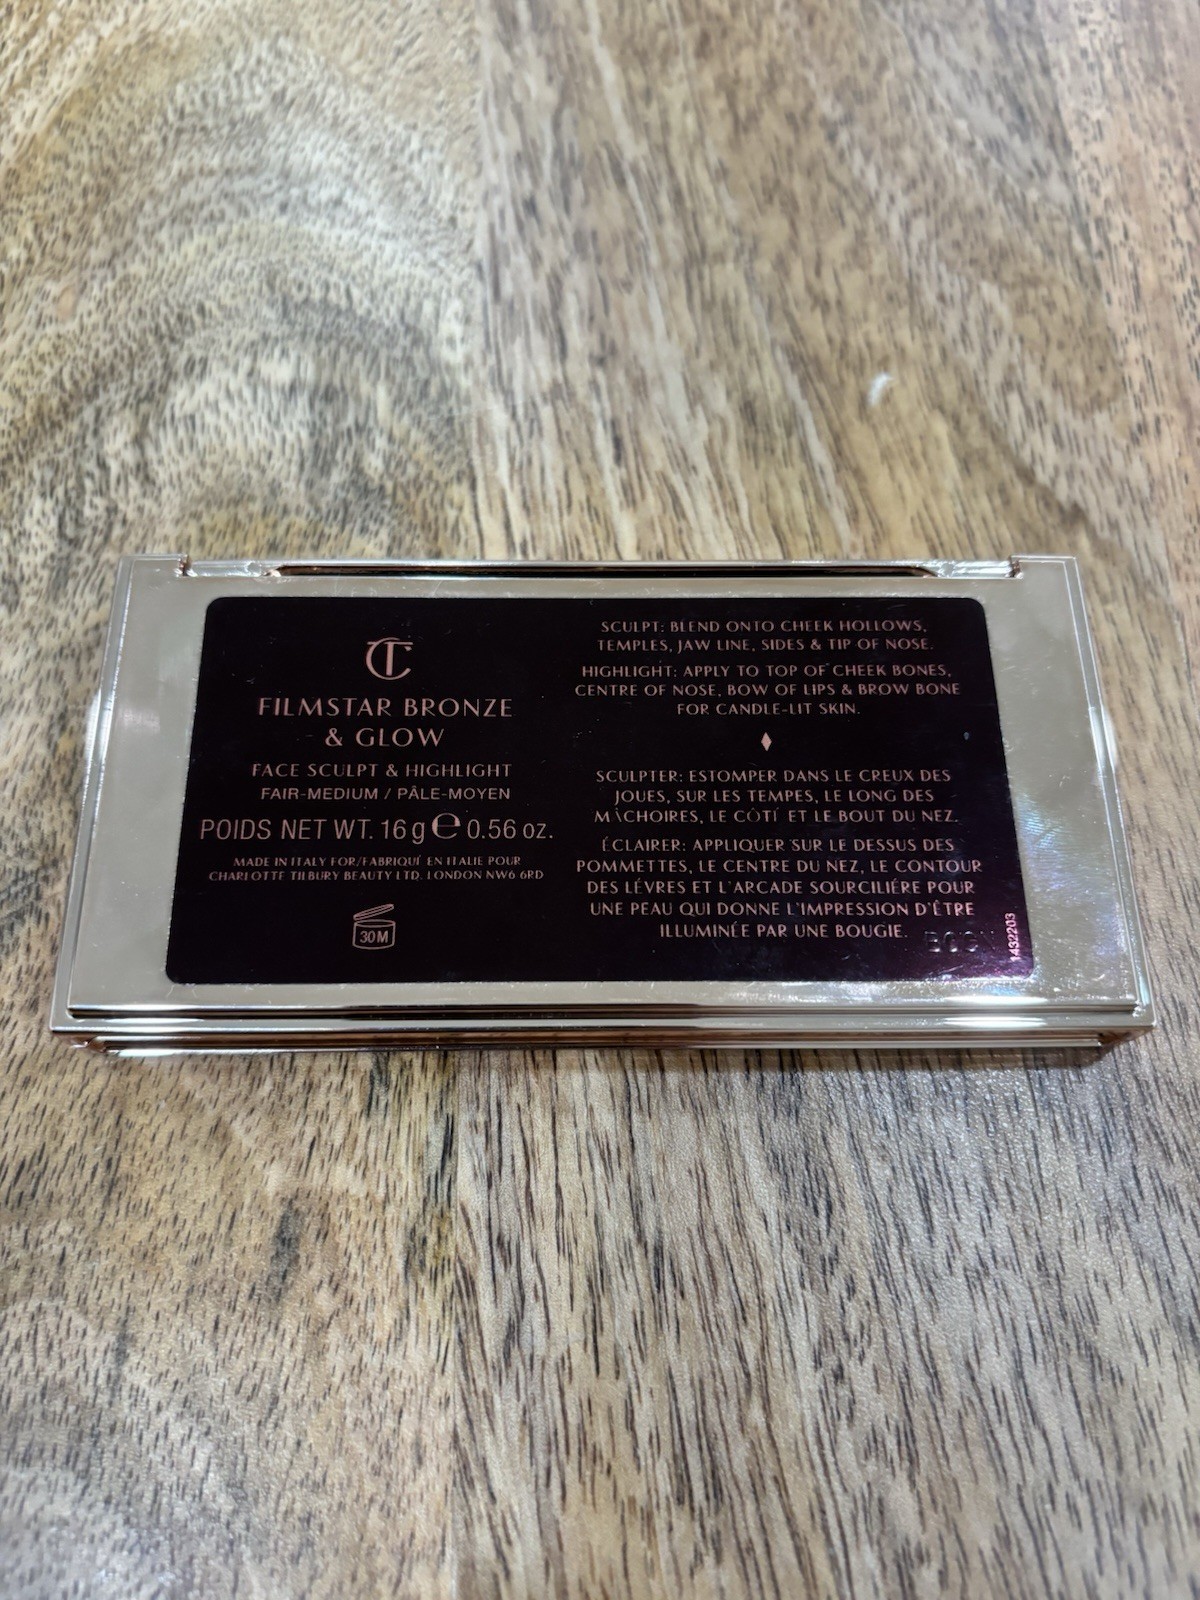 CT
FILMSTAR BRONZE
& GLOW
FACE SCULPT & HIGHLIGHT
FAIR-MEDIUM / PÂLE-MOYEN
POIDS NET WT. 16 g ℮ 0.56 oz.
MADE IN ITALY FOR/FABRIQUÉ EN ITALIE POUR
CHARLOTTE TILBURY BEAUTY LTD. LONDON NW6 6RD
30M
SCULPT: BLEND ONTO CHEEK HOLLOWS,
TEMPLES, JAW LINE, SIDES & TIP OF NOSE.
HIGHLIGHT: APPLY TO TOP OF CHEEK BONES,
CENTRE OF NOSE, BOW OF LIPS & BROW BONE
FOR CANDLE-LIT SKIN.
SCULPTER: ESTOMPER DANS LE CREUX DES
JOUES, SUR LES TEMPES, LE LONG DES
MÂCHOIRES, LE CÔTÉ ET LE BOUT DU NEZ.
ÉCLAIRER: APPLIQUER SUR LE DESSUS DES
POMMETTES, LE CENTRE DU NEZ, LE CONTOUR
DES LÉVRES ET L'ARCADE SOURCILIÉRE POUR
UNE PEAU QUI DONNE L'IMPRESSION D'ÊTRE
ILLUMINÉE PAR UNE BOUGIE.
1432203